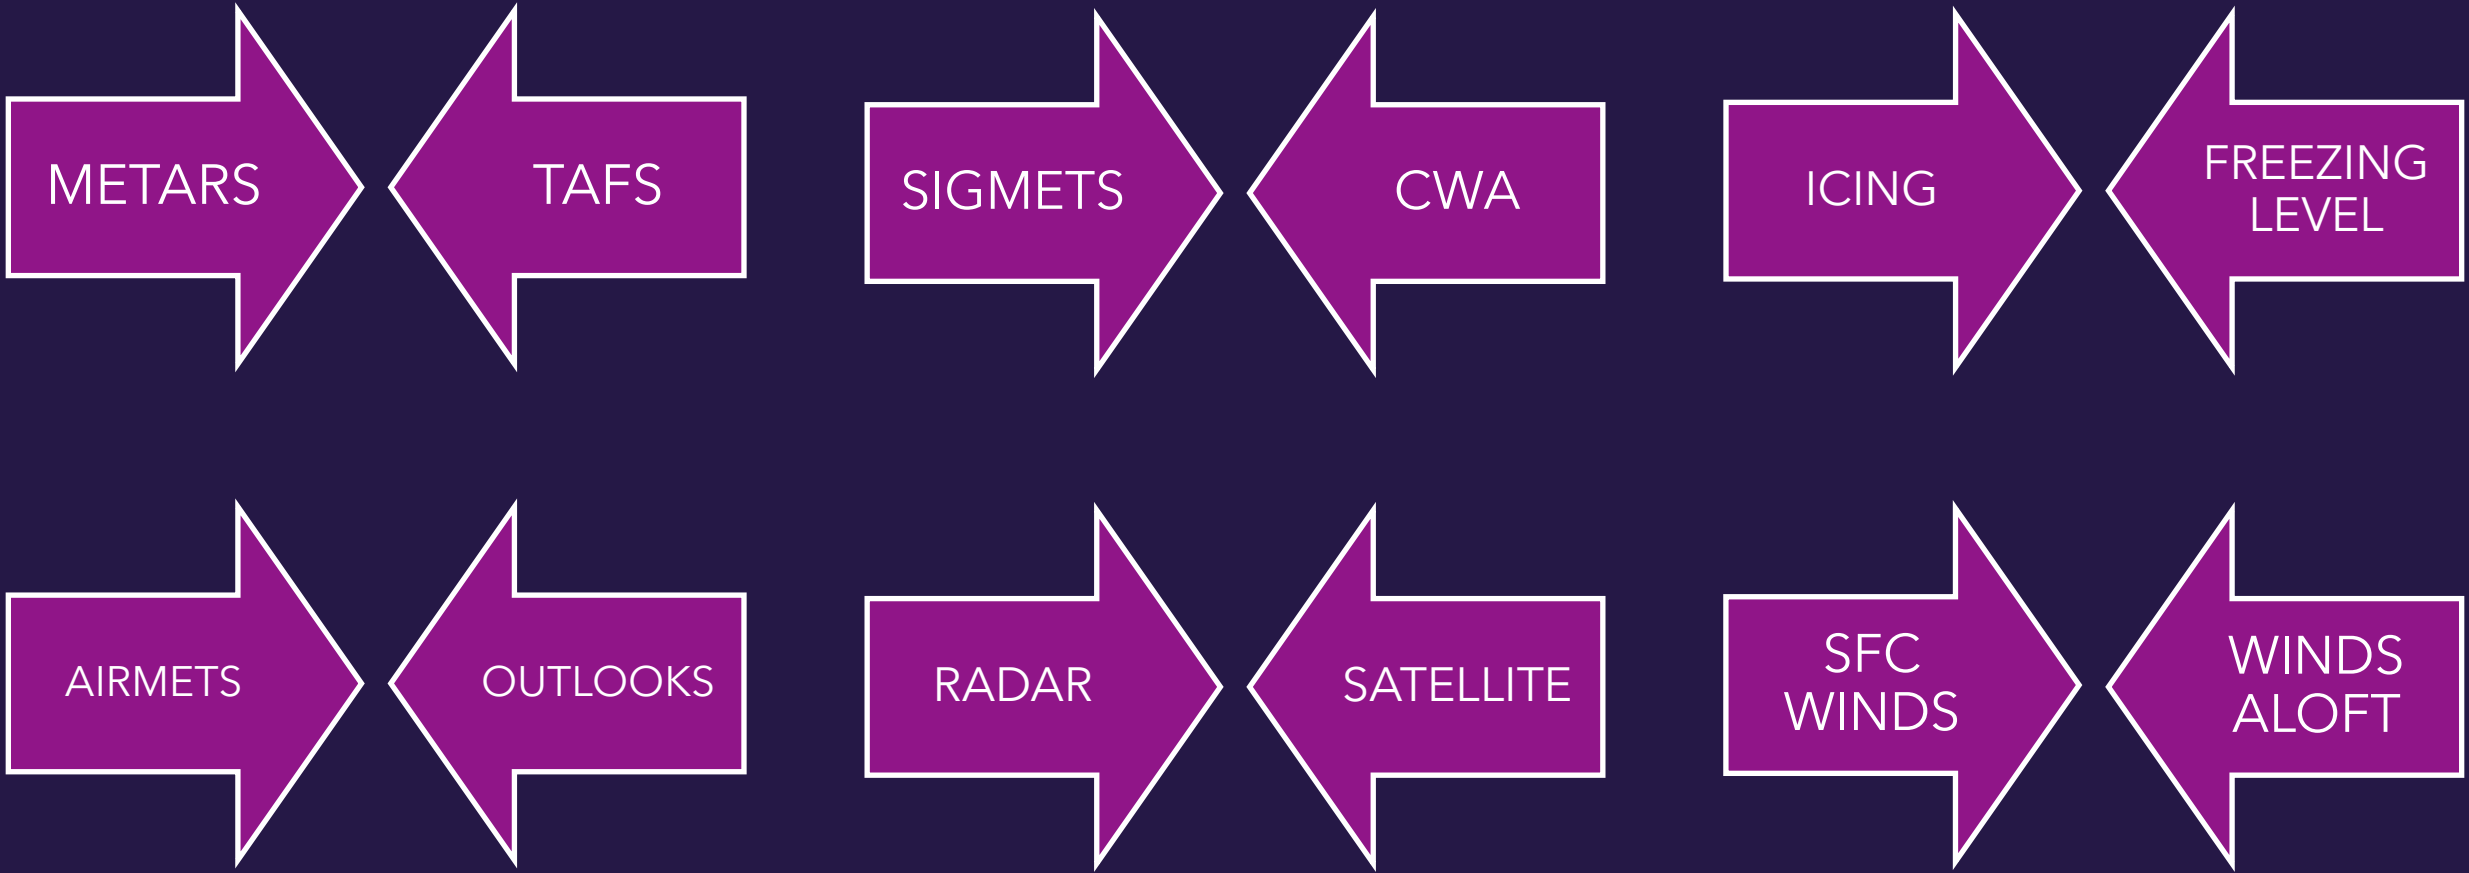 METARS
TAFS
SIGMETS
CWA
ICING
FREEZING
LEVEL
AIRMETS
OUTLOOKS
RADAR
SATELLITE
SFC
WINDS
WINDS
ALOFT